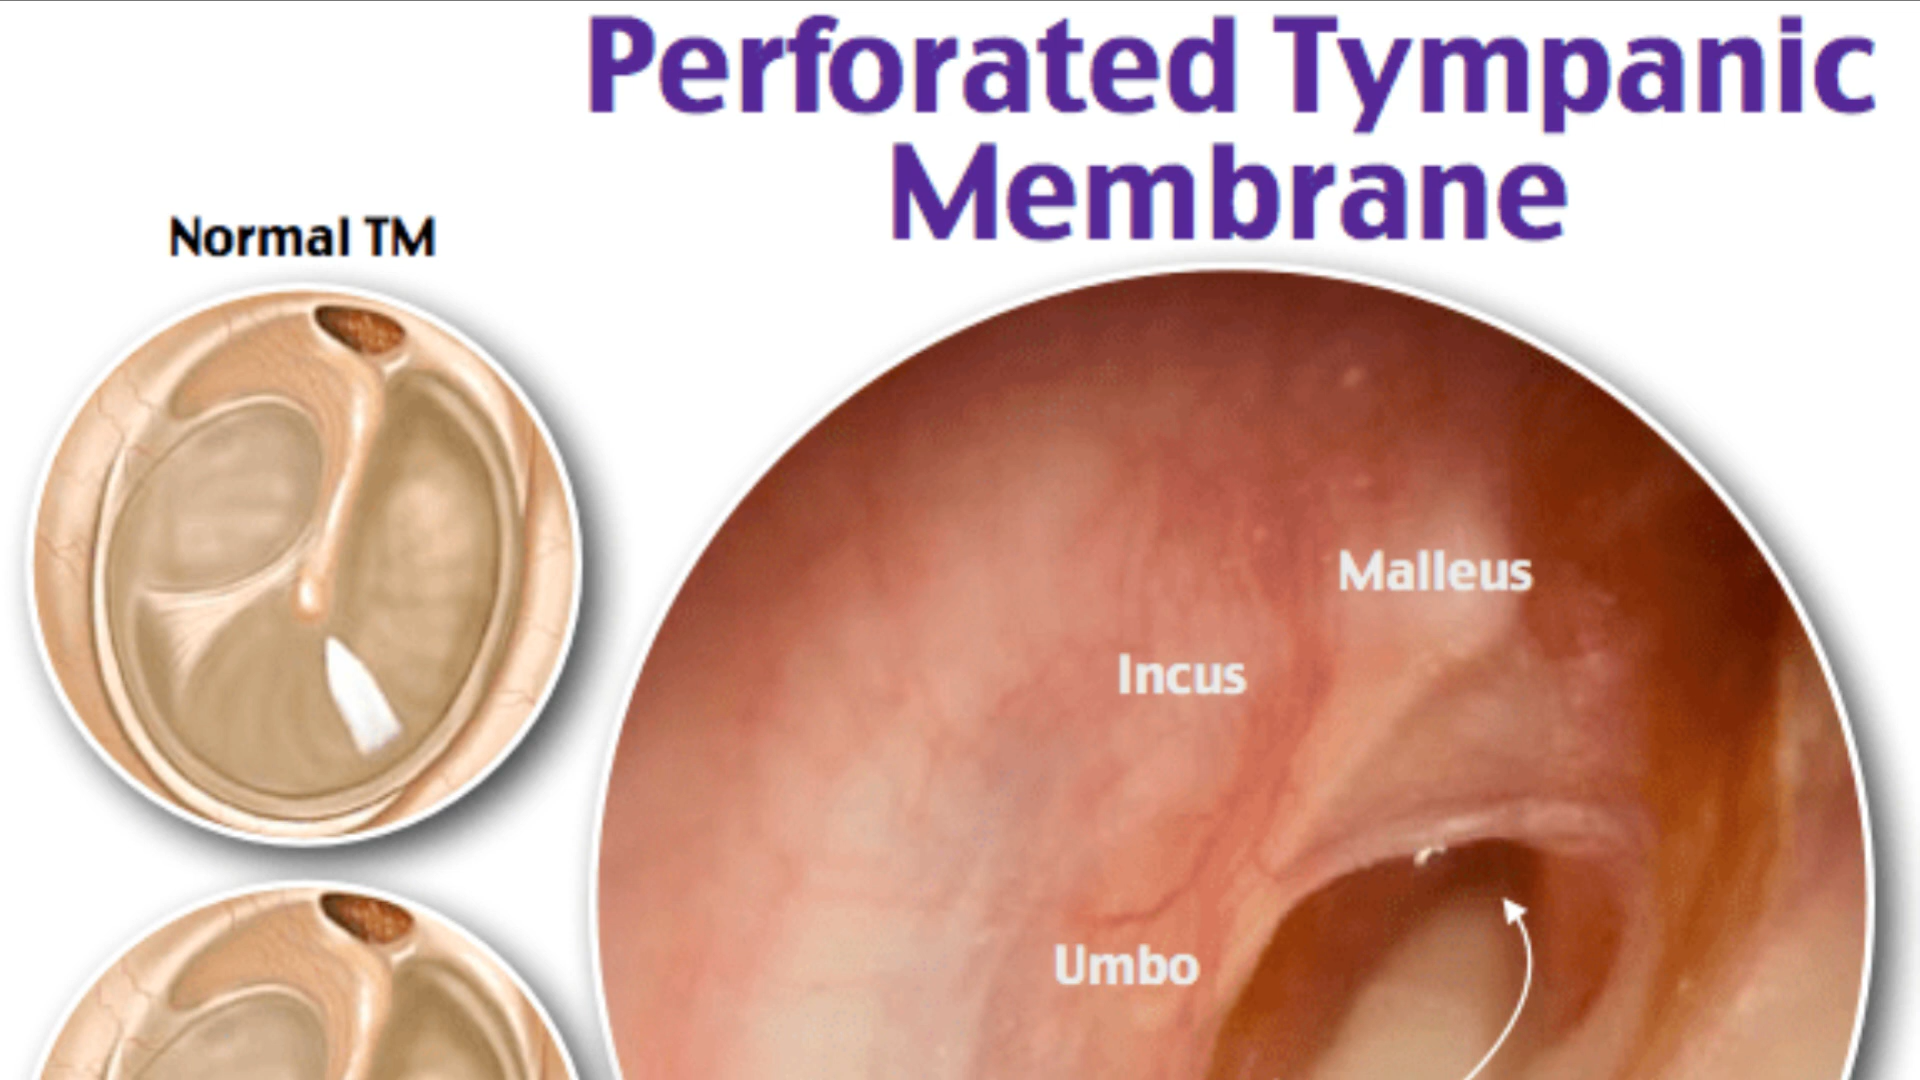 Perforated Tympanic
Membrane
Normal TM
Malleus
Incus
Umbo